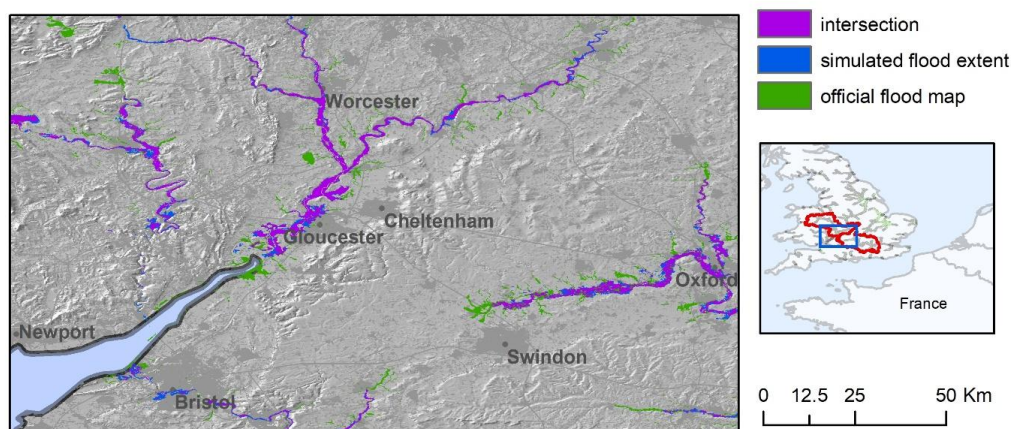 Worcester
Cheltenham
Gloucester
Oxford
Newport
Swindon
Bristol
intersection
simulated flood extent
official flood map
France
0 12.5 25 50 Km